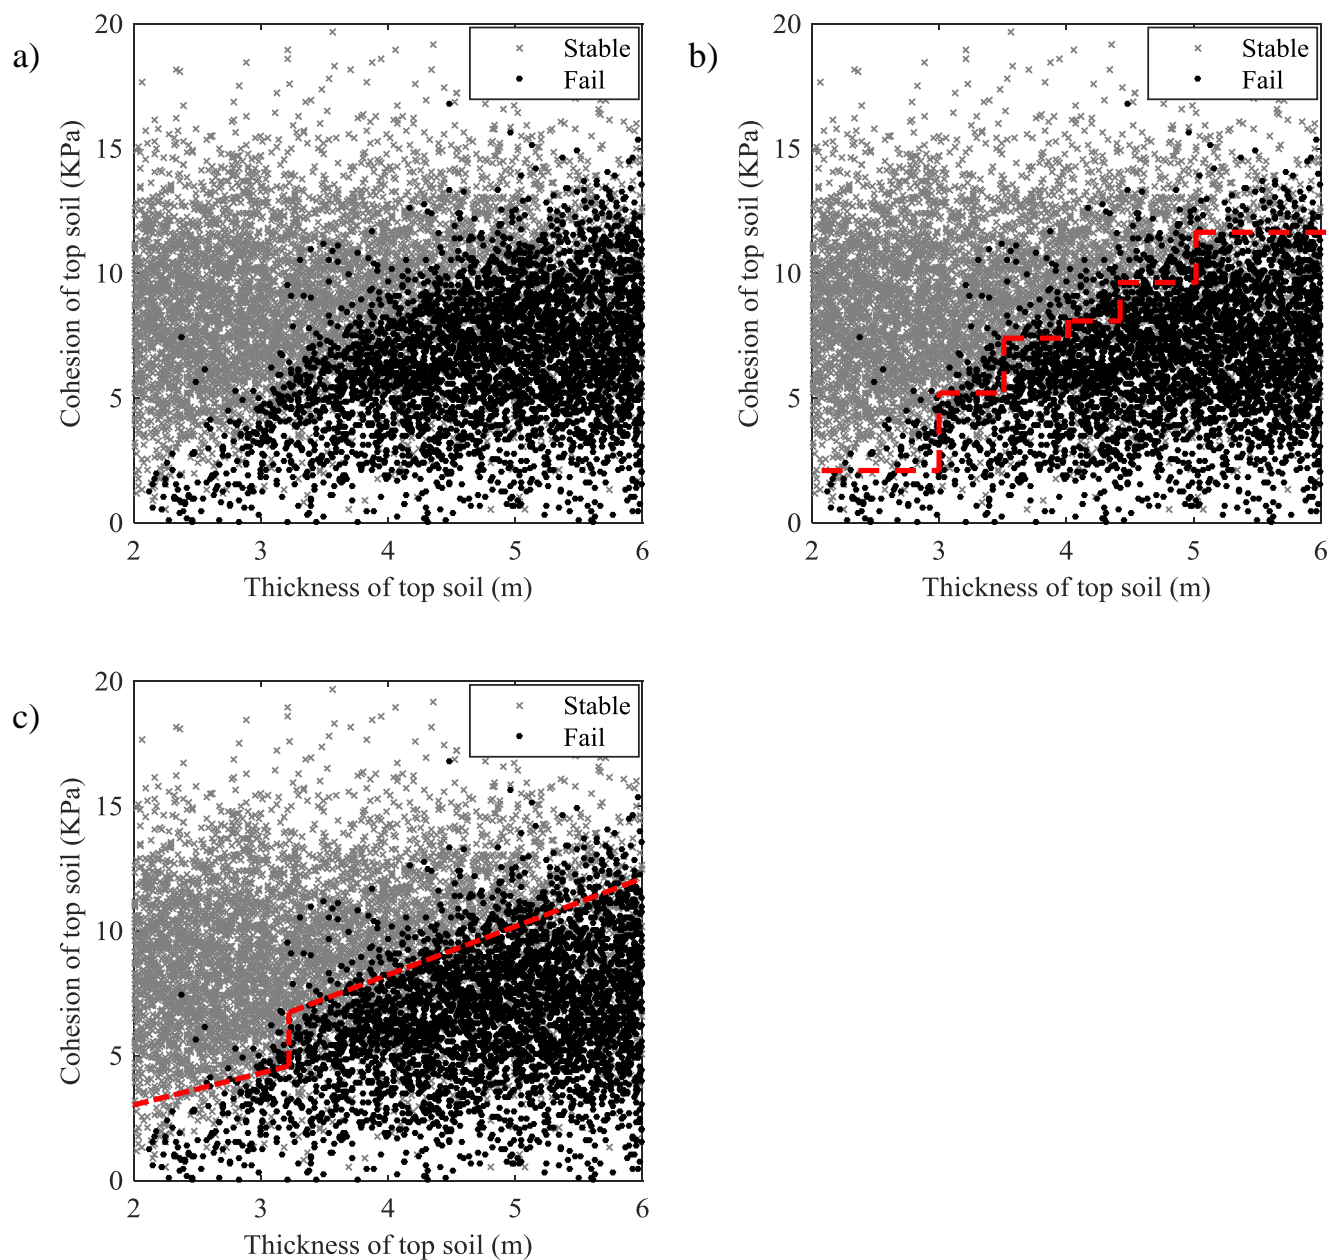 a)
20
15
10
5
0
Cohesion of top soil (KPa)
Stable
Fail
2 3 4 5 6
Thickness of top soil (m)
b)
20
15
10
5
0
Cohesion of top soil (KPa)
Stable
Fail
2 3 4 5 6
Thickness of top soil (m)
c)
20
15
10
5
0
Cohesion of top soil (KPa)
Stable
Fail
2 3 4 5 6
Thickness of top soil (m)